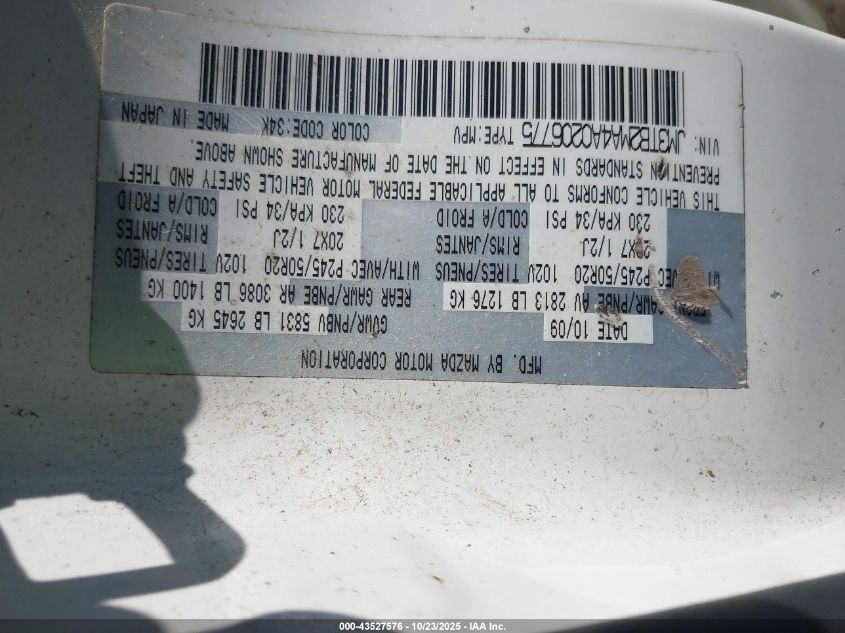 MFD. BY MAZDA MOTOR CORPORATION
DATE 10/09 GVWR/PNBV 5831 LB 2645 KG
GAWR/PNBE AV 2813 LB 1276 KG REAR GAWR/PNBE AR 3086 LB 1400 KG
P245/50R20 102V TIRES/PNEUS WITH/AVEC P245/50R20 102V TIRES/PNEUS
20X7 1/2J RIMS/JANTES 20X7 1/2J RIMS/JANTES
230 KPA/34 PSI COLD/A FROID 230 KPA/34 PSI COLD/A FROID
THIS VEHICLE CONFORMS TO ALL APPLICABLE FEDERAL MOTOR VEHICLE SAFETY AND THEFT
PREVENTION STANDARDS IN EFFECT ON THE DATE OF MANUFACTURE SHOWN ABOVE.
VIN: JM3TB2MA4A0206775 TYPE:MPV COLOR CODE:34K MADE IN JAPAN
000-43527576 • 10/23/2025 - IAA Inc.